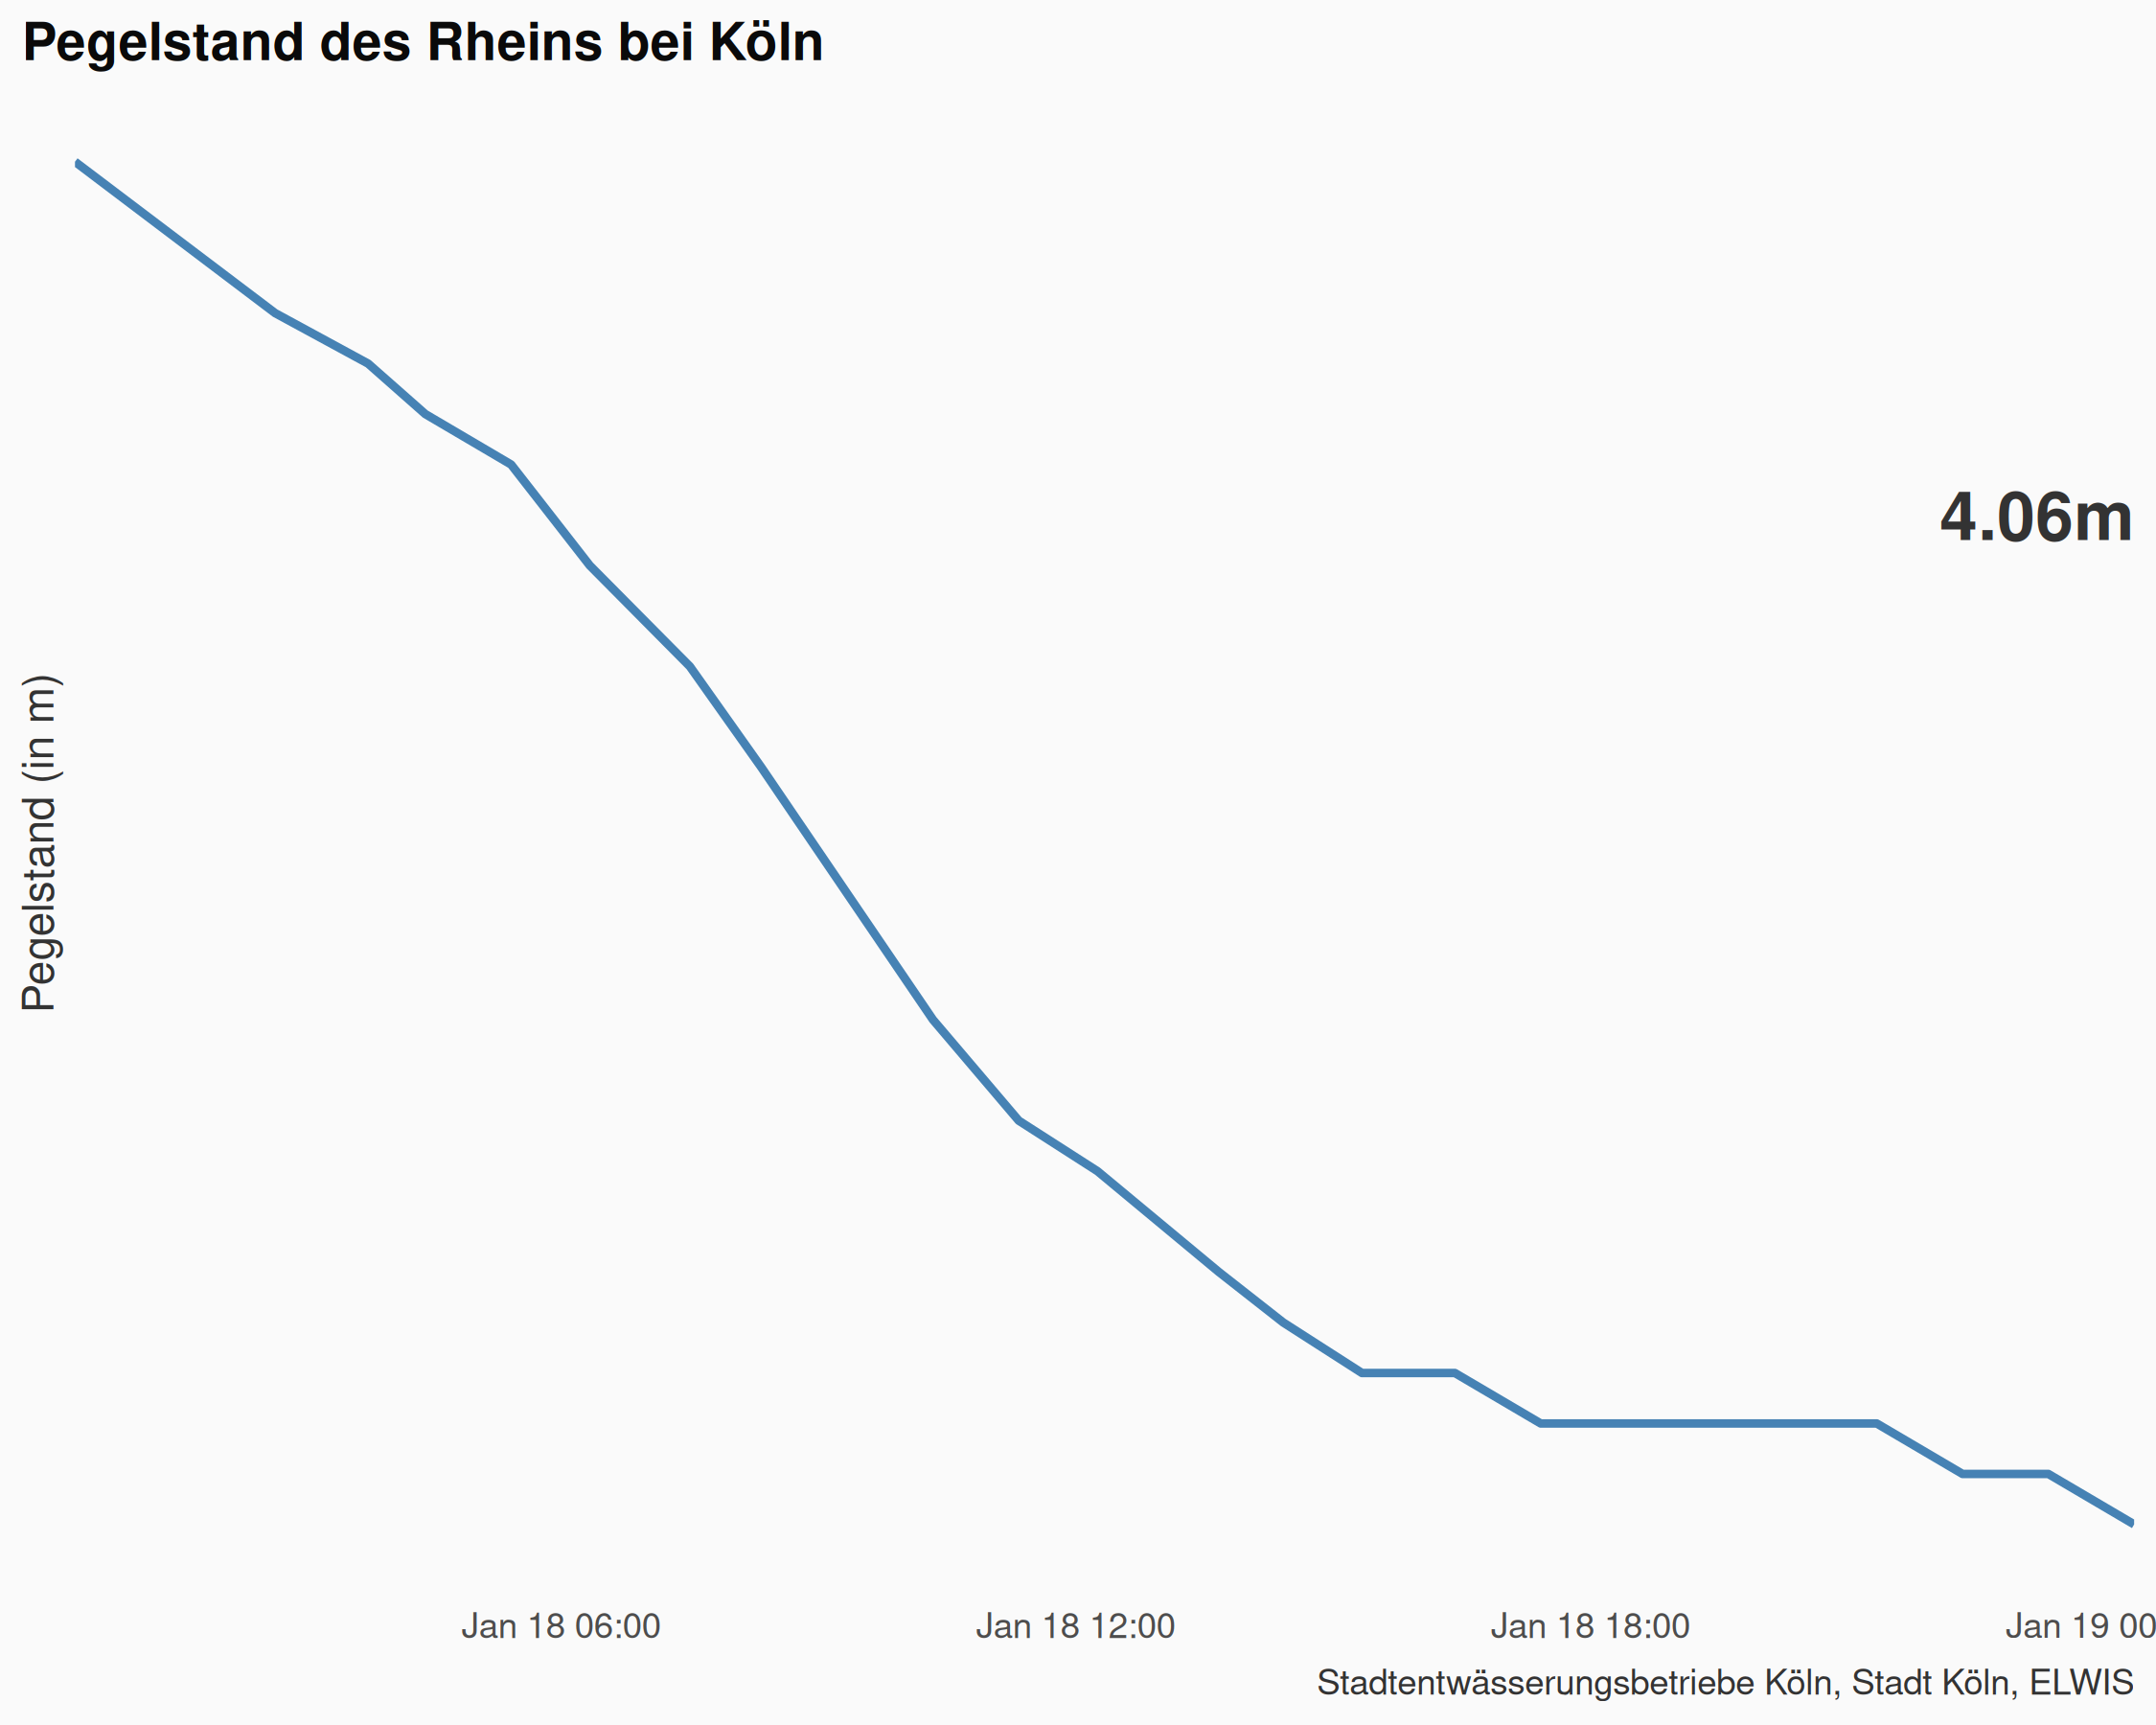 Pegelstand des Rheins bei Köln
4.06m
Pegelstand (in m)
Jan 18 06:00 Jan 18 12:00 Jan 18 18:00 Jan 19 00
Stadtentwässerungsbetriebe Köln, Stadt Köln, ELWIS